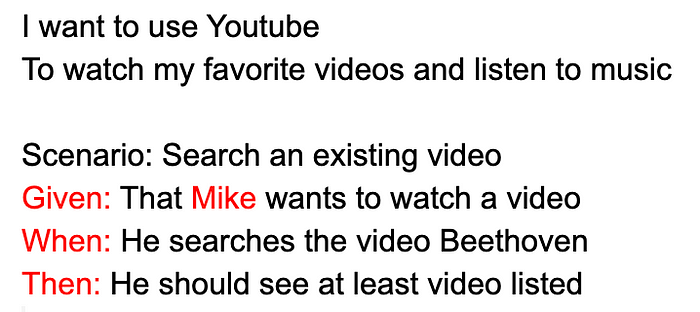 I want to use Youtube
To watch my favorite videos and listen to music
Scenario: Search an existing video
Given: That Mike wants to watch a video
When: He searches the video Beethoven
Then: He should see at least video listed